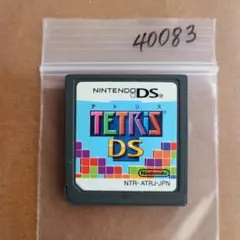 40083
NINTENDO DS
テトリス
TETRIS
DS
Nintendo
NTR-ATRJ-JPN